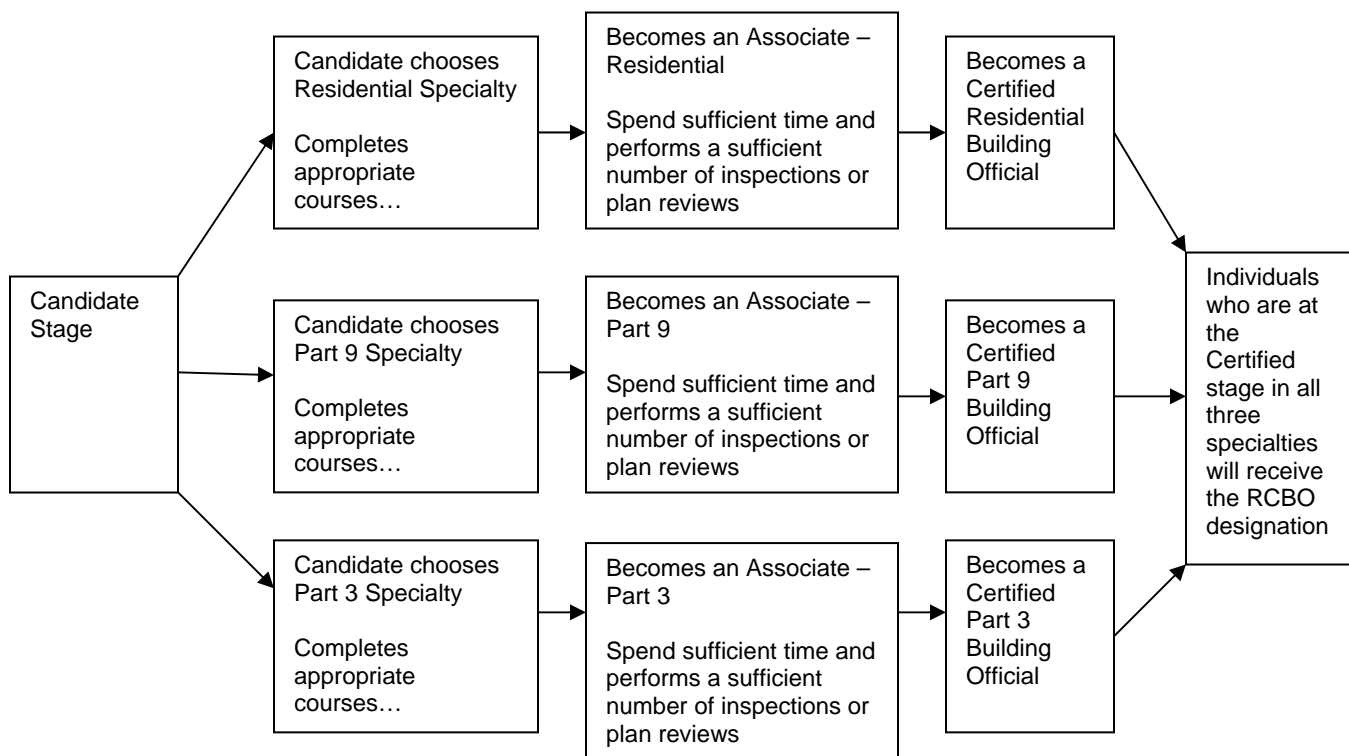 Candidate
Stage
Candidate chooses
Residential Specialty
Completes
appropriate
courses…
Becomes an Associate –
Residential
Spend sufficient time and
performs a sufficient
number of inspections or
plan reviews
Becomes a
Certified
Residential
Building
Official
Candidate chooses
Part 9 Specialty
Completes
appropriate
courses…
Becomes an Associate –
Part 9
Spend sufficient time and
performs a sufficient
number of inspections or
plan reviews
Becomes a
Certified
Part 9
Building
Official
Candidate chooses
Part 3 Specialty
Completes
appropriate
courses…
Becomes an Associate –
Part 3
Spend sufficient time and
performs a sufficient
number of inspections or
plan reviews
Becomes a
Certified
Part 3
Building
Official
Individuals
who are at
the
Certified
stage in all
three
specialties
will receive
the RCBO
designation